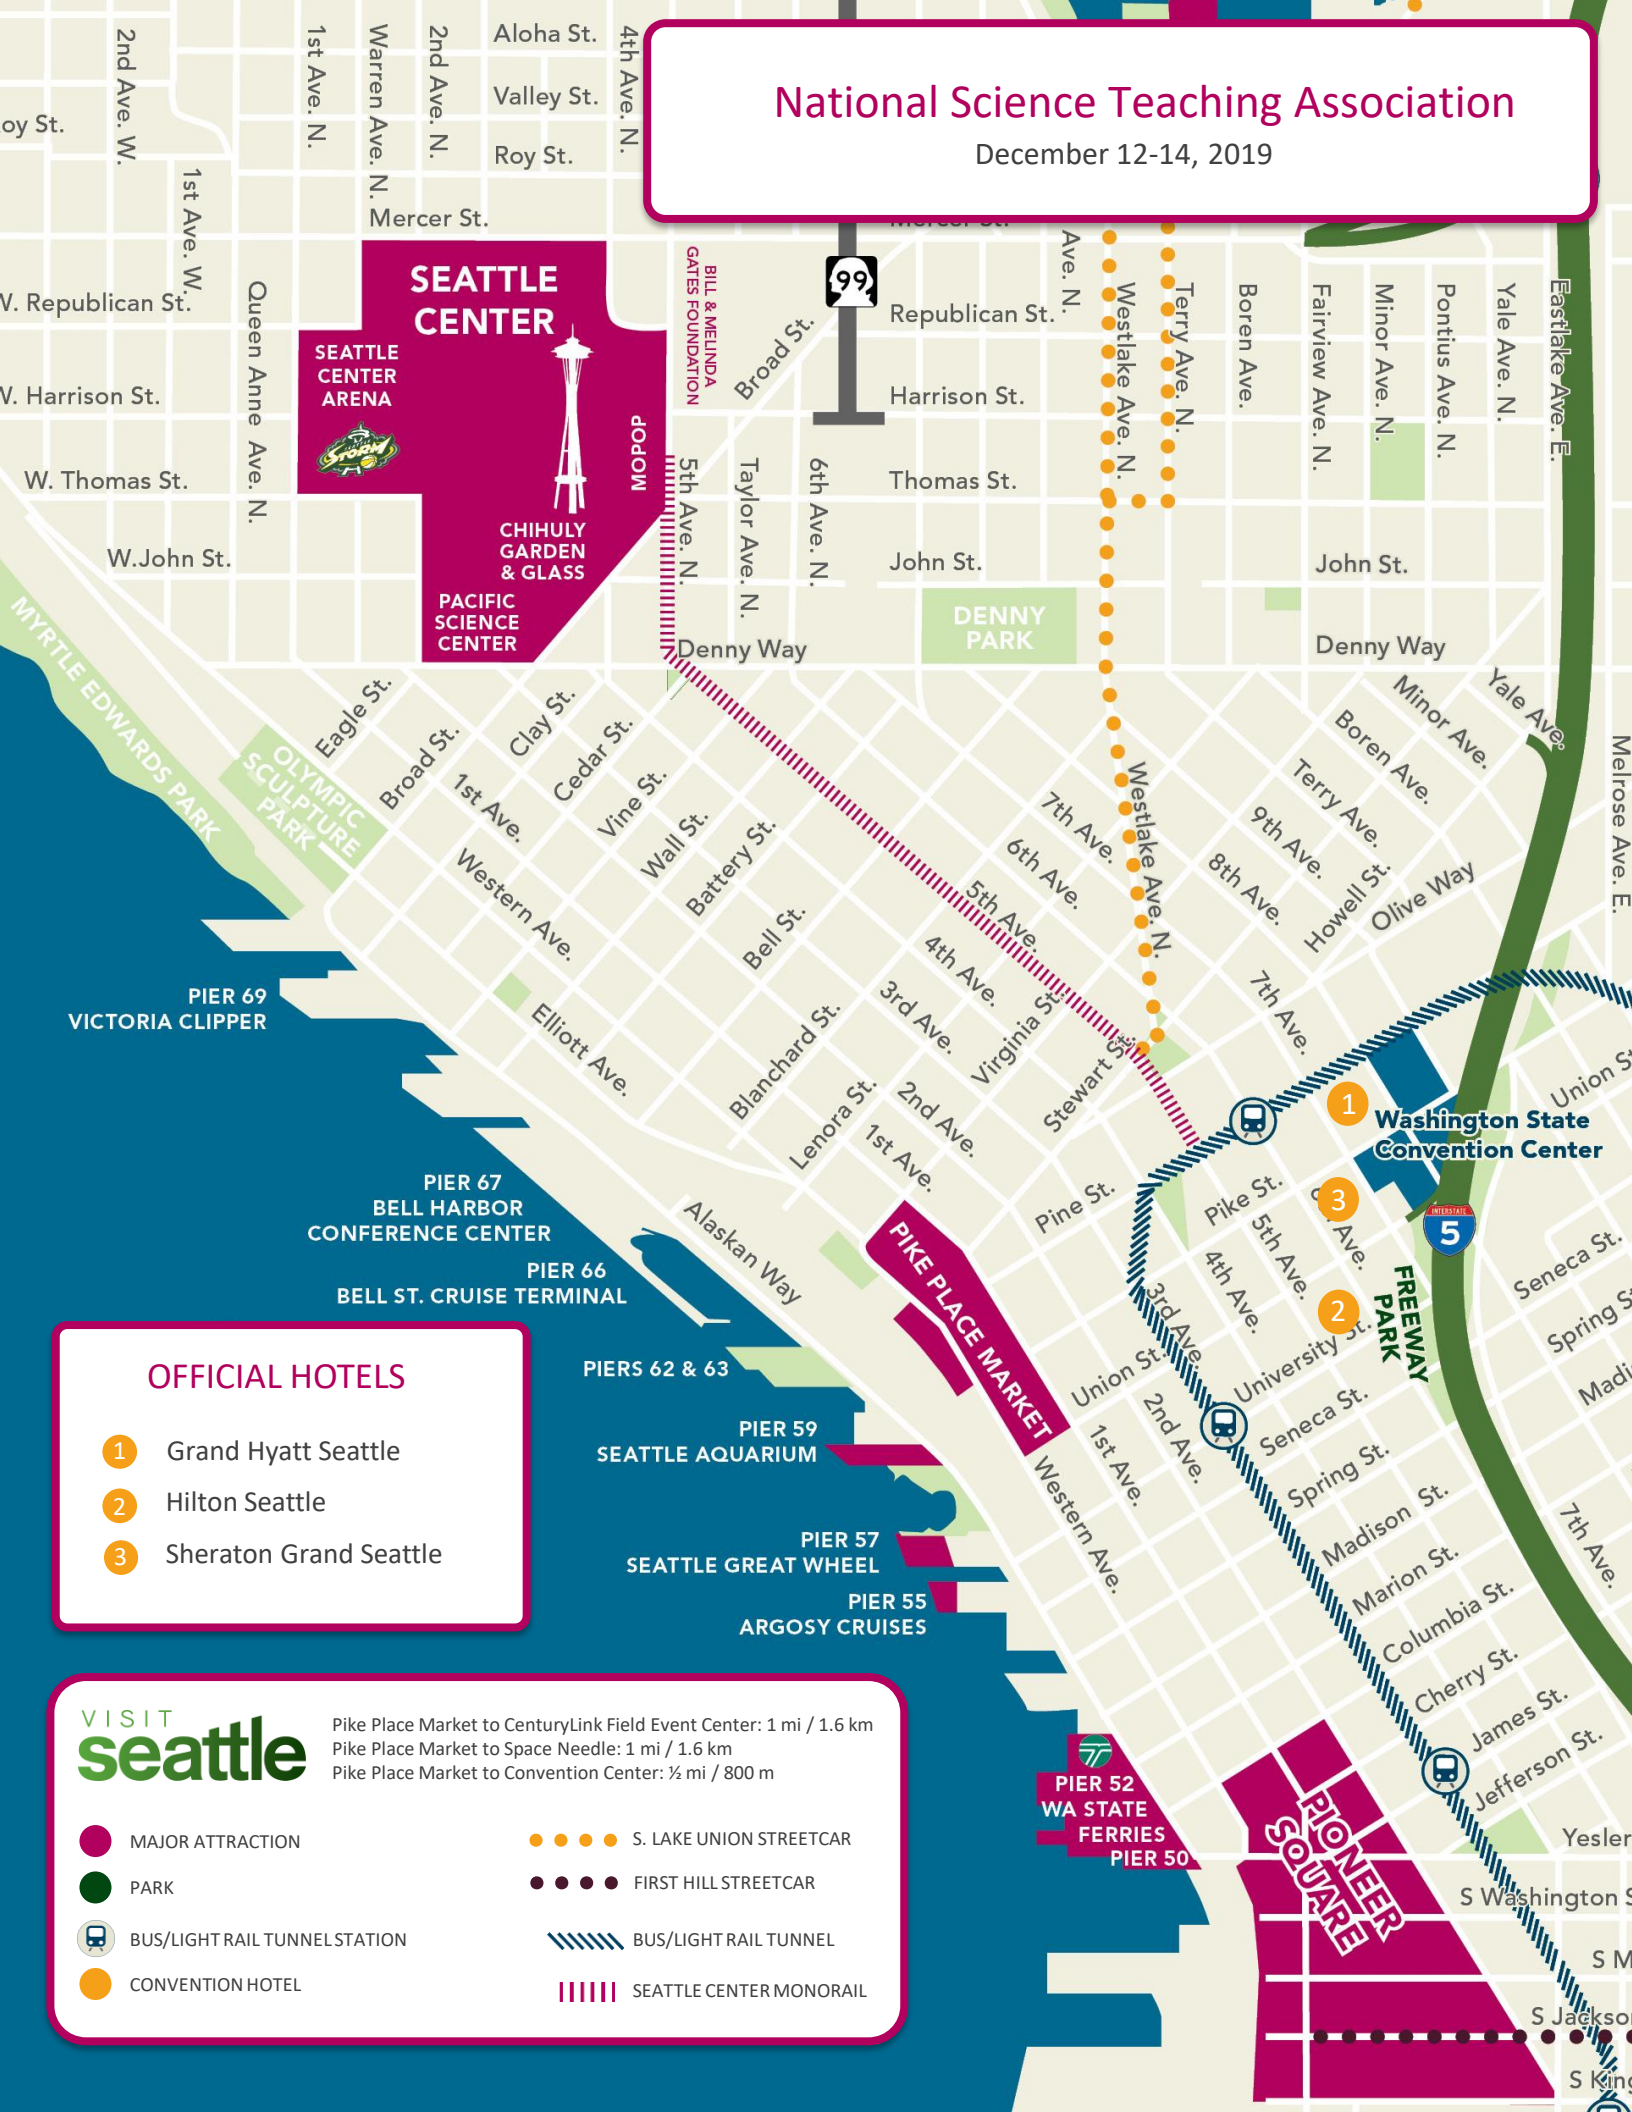 National Science Teaching Association
December 12-14, 2019
2nd Ave. W.
1st Ave. W.
1st Ave. N.
Warren Ave. N.
2nd Ave. N.
4th Ave. N.
Aloha St.
Valley St.
Roy St.
oy St.
Mercer St.
W. Republican St.
W. Harrison St.
W. Thomas St.
W.John St.
Queen Anne Ave. N.
SEATTLE
CENTER
SEATTLE
CENTER
ARENA
STORM
MOPOP
CHIHULY
GARDEN
& GLASS
PACIFIC
SCIENCE
CENTER
BILL & MELINDA
GATES FOUNDATION
Broad St.
99
5th Ave. N.
Taylor Ave. N.
6th Ave. N.
Republican St.
Harrison St.
Thomas St.
John St.
DENNY
PARK
Denny Way
Ave. N.
Westlake Ave. N.
Terry Ave. N.
Boren Ave.
Fairview Ave. N.
Minor Ave. N.
Pontius Ave. N.
Yale Ave. N.
Eastlake Ave. E.
John St.
Denny Way
Melrose Ave. E.
MYRTLE EDWARDS PARK
OLYMPIC
SCULPTURE
PARK
Eagle St.
Broad St.
Clay St.
Cedar St.
Vine St.
Wall St.
Battery St.
Bell St.
Blanchard St.
Lenora St.
Virginia St.
Stewart St.
1st Ave.
Western Ave.
Elliott Ave.
7th Ave.
6th Ave.
5th Ave.
4th Ave.
3rd Ave.
2nd Ave.
1st Ave.
Westlake Ave. N.
Yale Ave.
Minor Ave.
Boren Ave.
Terry Ave.
9th Ave.
8th Ave.
7th Ave.
Howell St.
Olive Way
PIER 69
VICTORIA CLIPPER
PIER 67
BELL HARBOR
CONFERENCE CENTER
PIER 66
BELL ST. CRUISE TERMINAL
PIERS 62 & 63
PIER 59
SEATTLE AQUARIUM
PIER 57
SEATTLE GREAT WHEEL
PIER 55
ARGOSY CRUISES
PIER 52
WA STATE
FERRIES
PIER 50
Alaskan Way
PIKE PLACE MARKET
Pine St.
Pike St.
1
Washington State
Convention Center
3
Ave.
2
INTERSTATE
5
FREEWAY
PARK
5th Ave.
4th Ave.
3rd Ave.
2nd Ave.
1st Ave.
Western Ave.
Union St.
Union S
University St.
Seneca St.
Seneca St.
Spring St.
Spring S
Madison St.
Madi
Marion St.
Columbia St.
Cherry St.
James St.
Jefferson St.
7th Ave.
Yesler
S Washington S
S M
S Jackso
S King
PIONEER
SQUARE
OFFICIAL HOTELS
1 Grand Hyatt Seattle
2 Hilton Seattle
3 Sheraton Grand Seattle
VISIT
seattle
Pike Place Market to CenturyLink Field Event Center: 1 mi / 1.6 km
Pike Place Market to Space Needle: 1 mi / 1.6 km
Pike Place Market to Convention Center: ½ mi / 800 m
MAJOR ATTRACTION
PARK
BUS/LIGHT RAIL TUNNEL STATION
CONVENTION HOTEL
S. LAKE UNION STREETCAR
FIRST HILL STREETCAR
BUS/LIGHT RAIL TUNNEL
SEATTLE CENTER MONORAIL